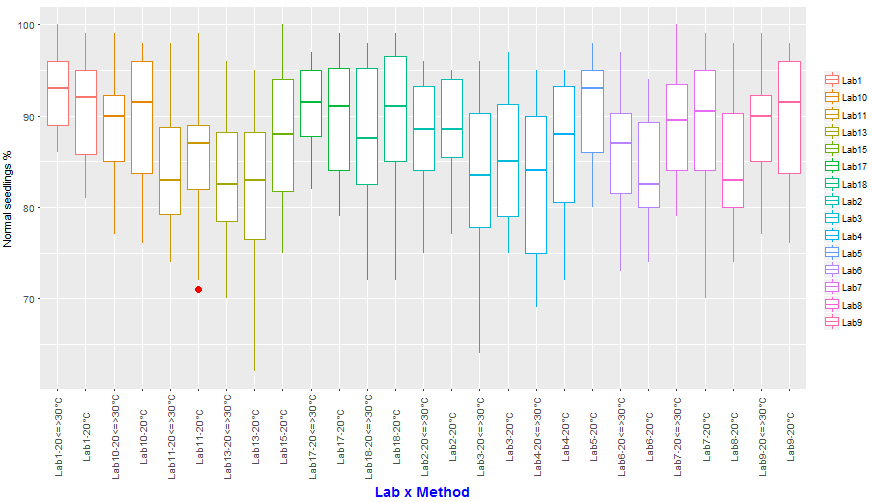 100
90
80
70
Normal seedlings %
Lab1-20<=>30°C
Lab1-20°C
Lab10-20<=>30°C
Lab10-20°C
Lab11-20<=>30°C
Lab11-20°C
Lab13-20<=>30°C
Lab13-20°C
Lab15-20°C
Lab17-20<=>30°C
Lab17-20°C
Lab18-20<=>30°C
Lab18-20°C
Lab2-20<=>30°C
Lab2-20°C
Lab3-20<=>30°C
Lab3-20°C
Lab4-20<=>30°C
Lab4-20°C
Lab5-20°C
Lab6-20<=>30°C
Lab6-20°C
Lab7-20<=>30°C
Lab7-20°C
Lab8-20°C
Lab9-20<=>30°C
Lab9-20°C
Lab x Method
Lab1
Lab10
Lab11
Lab13
Lab15
Lab17
Lab18
Lab2
Lab3
Lab4
Lab5
Lab6
Lab7
Lab8
Lab9